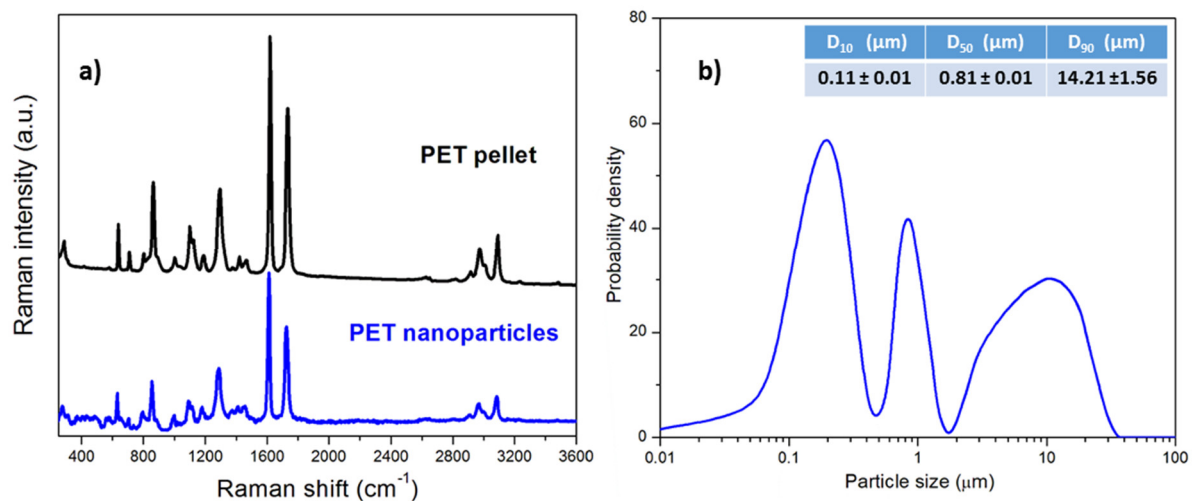 a)
PET pellet
PET nanoparticles
Raman intensity (a.u.)
400 800 1200 1600 2000 2400 2800 3200 3600
Raman shift (cm⁻¹)
b)
D₁₀ (μm) D₅₀ (μm) D₉₀ (μm)
0.11 ± 0.01 0.81 ± 0.01 14.21 ±1.56
Probability density
80
60
40
20
0
0.01 0.1 1 10 100
Particle size (μm)